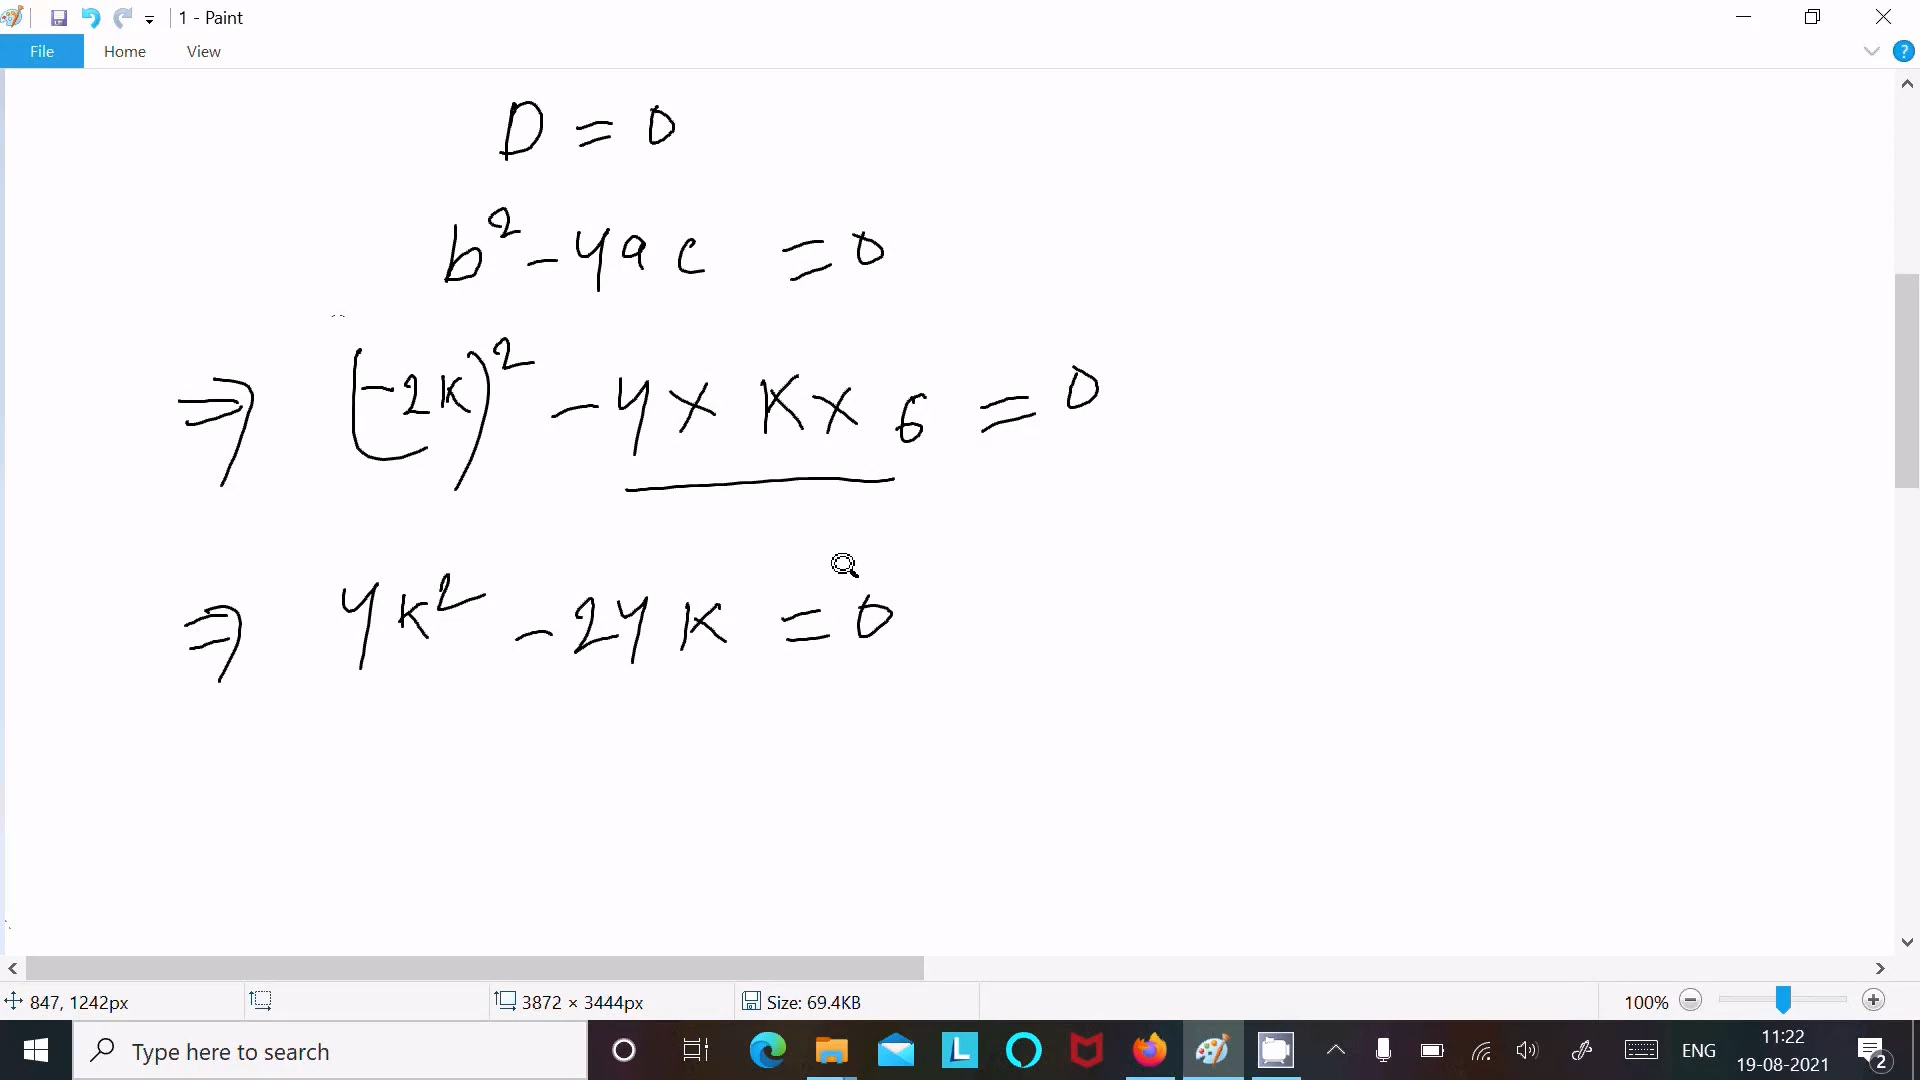 1 - Paint
File Home View
D = 0
b² - 4ac = 0
⇒ (-2K)² - 4 × K × 6 = 0
⇒ 4K² - 24K = 0
847, 1242px 3872 × 3444px Size: 69.4KB 100%
Type here to search
ENG
11:22
19-08-2021
2